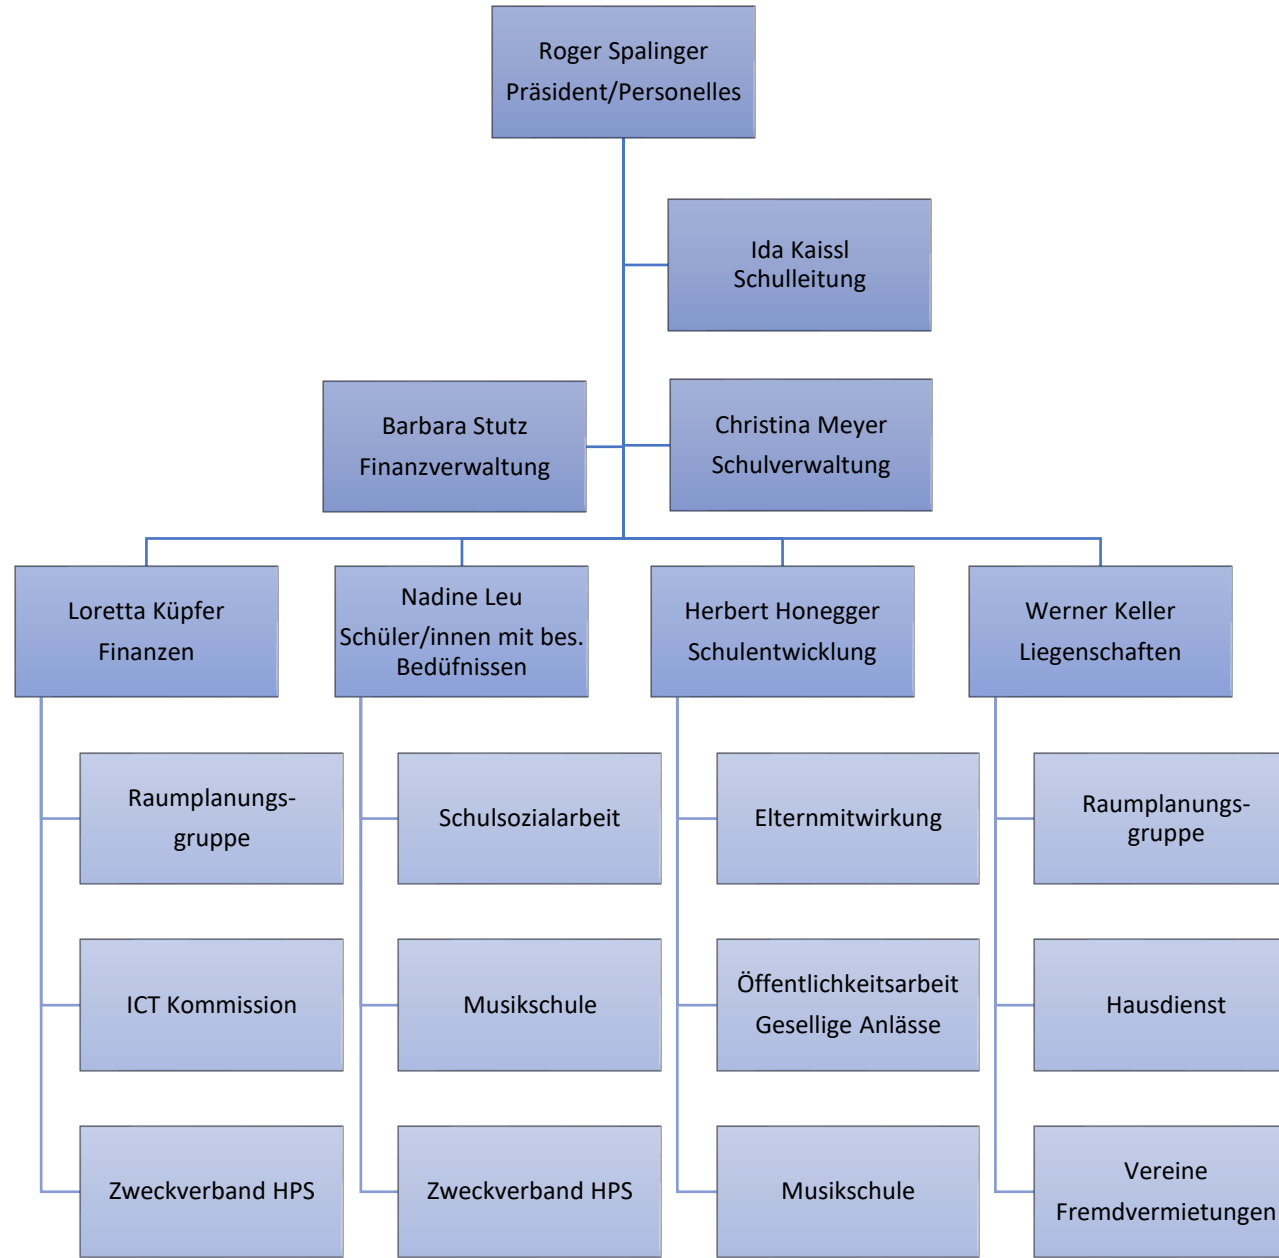 Roger Spalinger
Präsident/Personelles
Ida Kaissl
Schulleitung
Barbara Stutz
Finanzverwaltung
Christina Meyer
Schulverwaltung
Loretta Küpfer
Finanzen
Nadine Leu
Schüler/innen mit bes.
Bedüfnissen
Herbert Honegger
Schulentwicklung
Werner Keller
Liegenschaften
Raumplanungs-
gruppe
Schulsozialarbeit
Elternmitwirkung
Raumplanungs-
gruppe
ICT Kommission
Musikschule
Öffentlichkeitsarbeit
Gesellige Anlässe
Hausdienst
Zweckverband HPS
Zweckverband HPS
Musikschule
Vereine
Fremdvermietungen